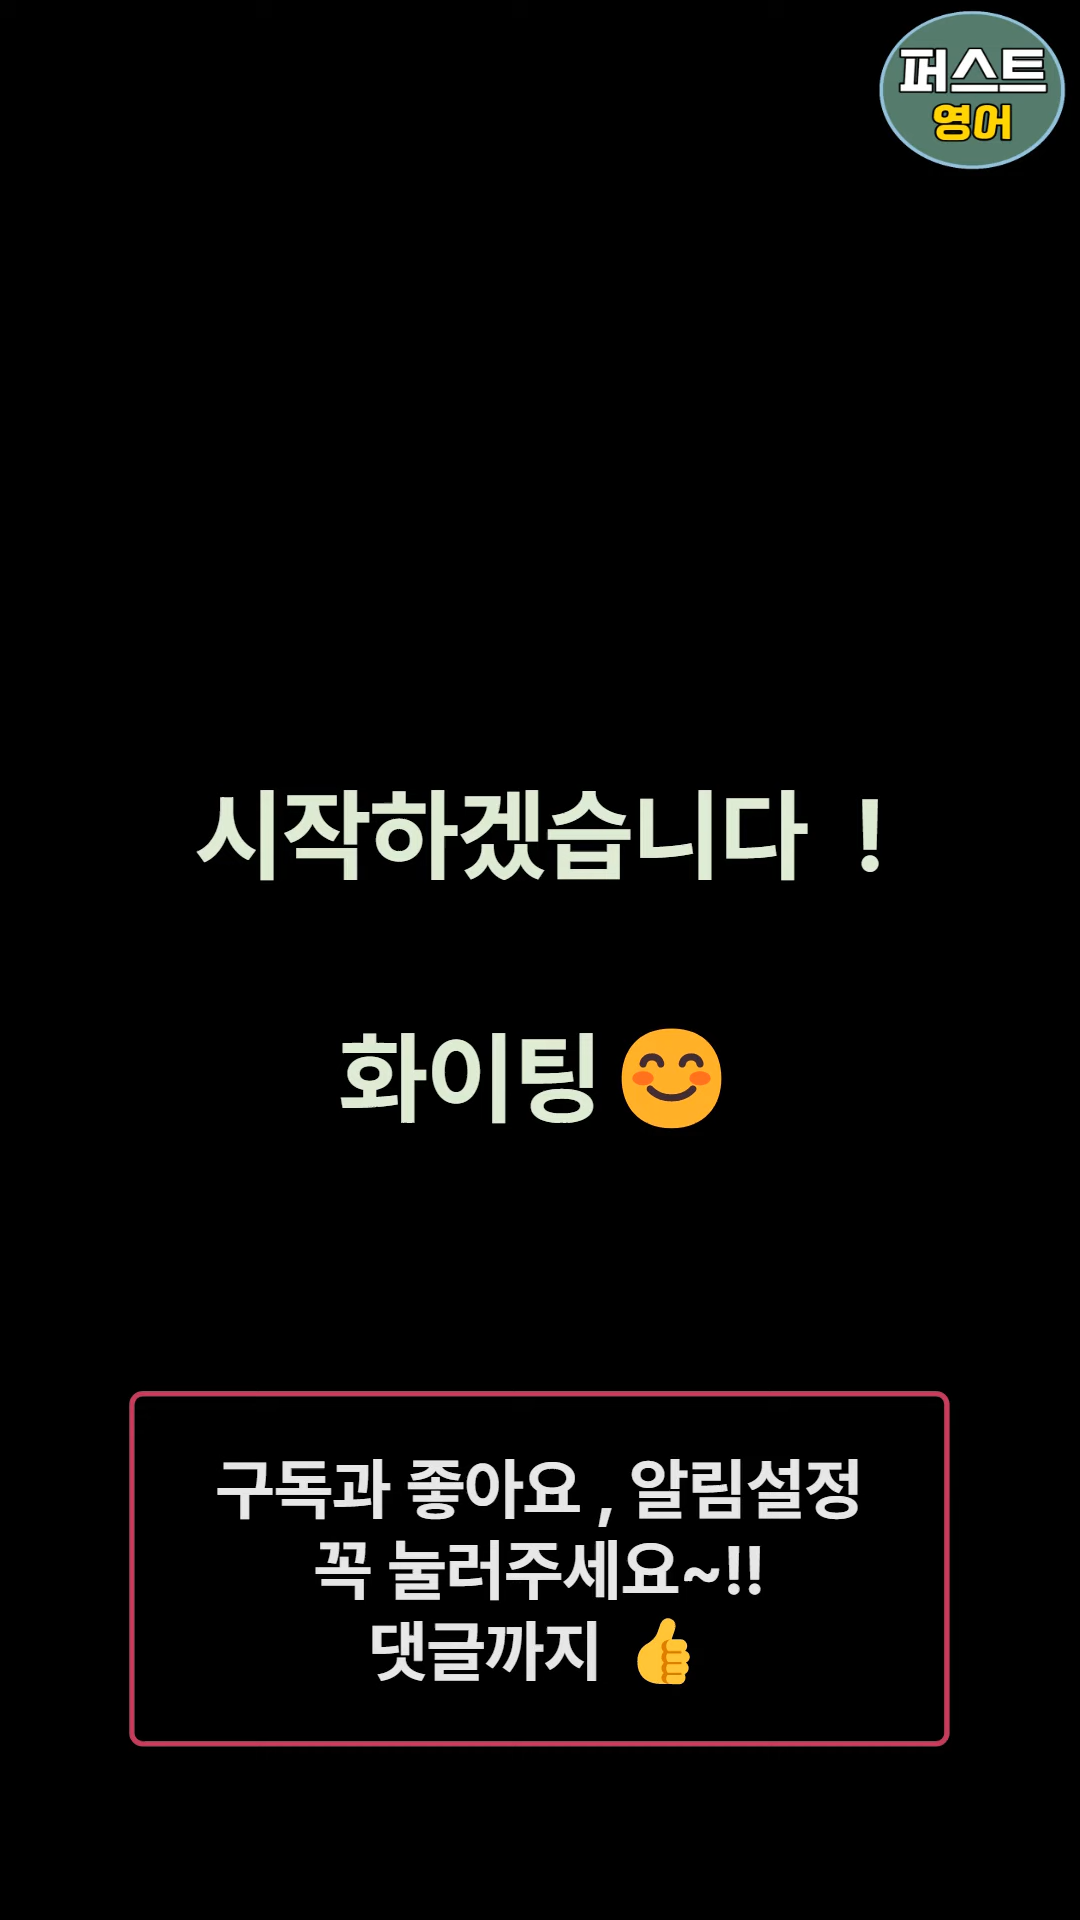 퍼스트
영어
시작하겠습니다 !
화이팅😊
구독과 좋아요 , 알림설정
꼭 눌러주세요~!!
댓글까지 👍